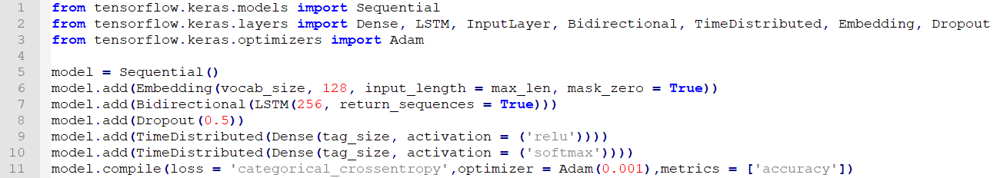 1 from tensorflow.keras.models import Sequential
2 from tensorflow.keras.layers import Dense, LSTM, InputLayer, Bidirectional, TimeDistributed, Embedding, Dropout
3 from tensorflow.keras.optimizers import Adam
4
5 model = Sequential()
6 model.add(Embedding(vocab_size, 128, input_length = max_len, mask_zero = True))
7 model.add(Bidirectional(LSTM(256, return_sequences = True)))
8 model.add(Dropout(0.5))
9 model.add(TimeDistributed(Dense(tag_size, activation = ('relu'))))
10 model.add(TimeDistributed(Dense(tag_size, activation = ('softmax'))))
11 model.compile(loss = 'categorical_crossentropy',optimizer = Adam(0.001),metrics = ['accuracy'])